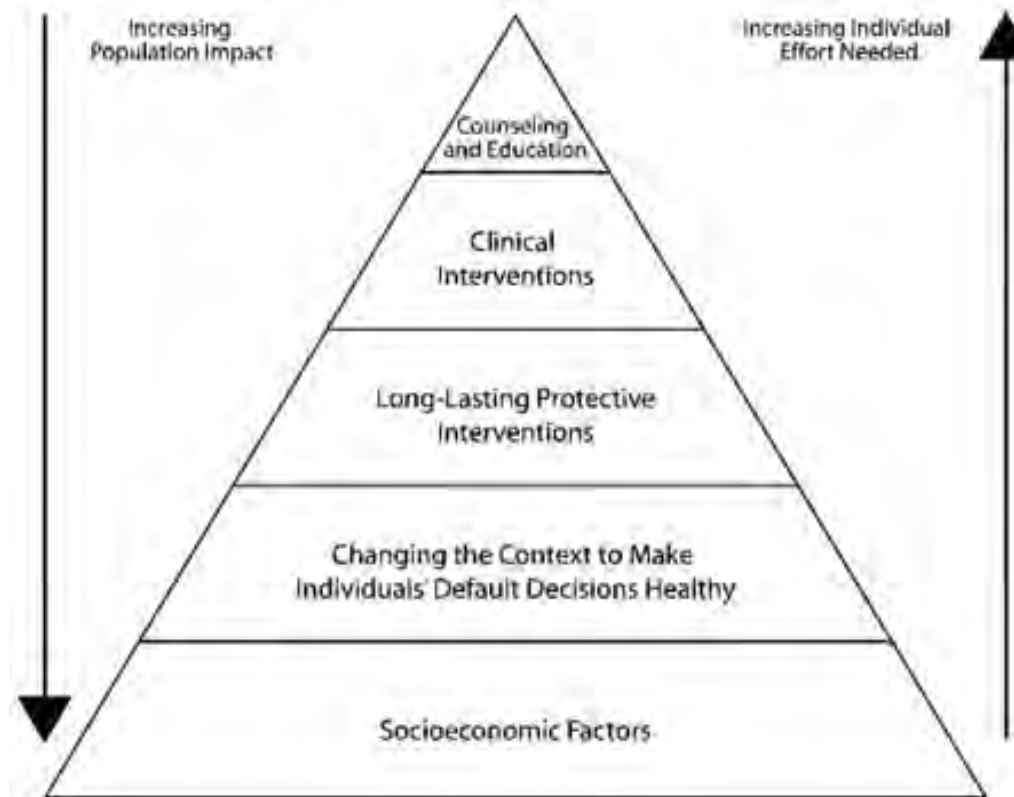 Increasing
Population Impact
Increasing Individual
Effort Needed
Counseling
and Education
Clinical
Interventions
Long-Lasting Protective
Interventions
Changing the Context to Make
Individuals' Default Decisions Healthy
Socioeconomic Factors